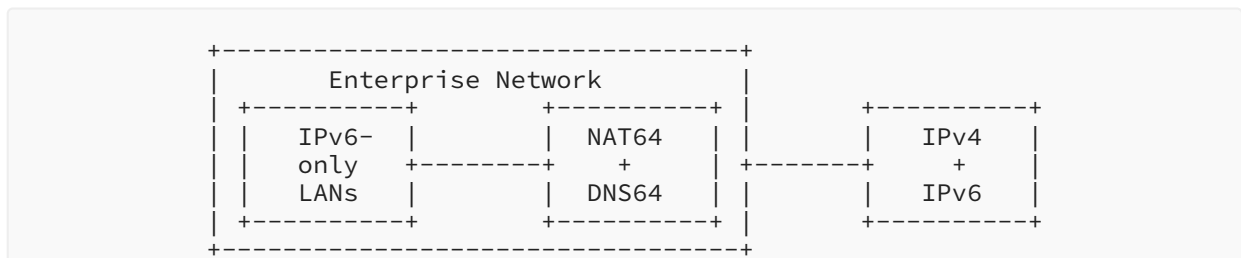 +----------------------------------+
|       Enterprise Network         |
| +----------+        +----------+ |       +----------+
| |   IPv6-  |        |  NAT64   | |       |   IPv4   |
| |   only   +--------+    +     | +-------+    +     |
| |   LANs   |        |  DNS64   | |       |   IPv6   |
| +----------+        +----------+ |       +----------+
+----------------------------------+